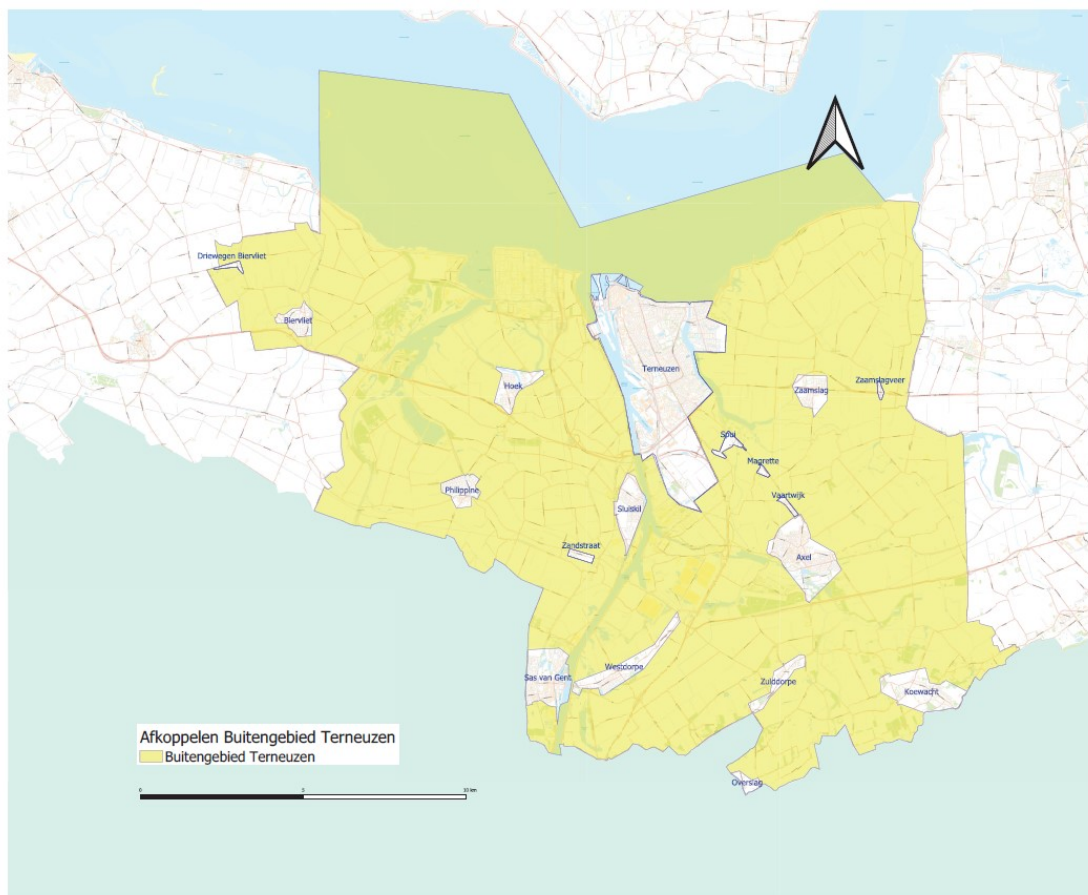 Driewegen Biervliet
Biervliet
Hoek
Terneuzen
Zaamslag
Zaamslagveer
Spui
Magrette
Philippine
Sluiskil
Vaartwijk
Zandstraat
Axel
Westdorpe
Sas van Gent
Zuiddorpe
Koewacht
Overslag
Afkoppelen Buitengebied Terneuzen
Buitengebied Terneuzen
0 5 10 km